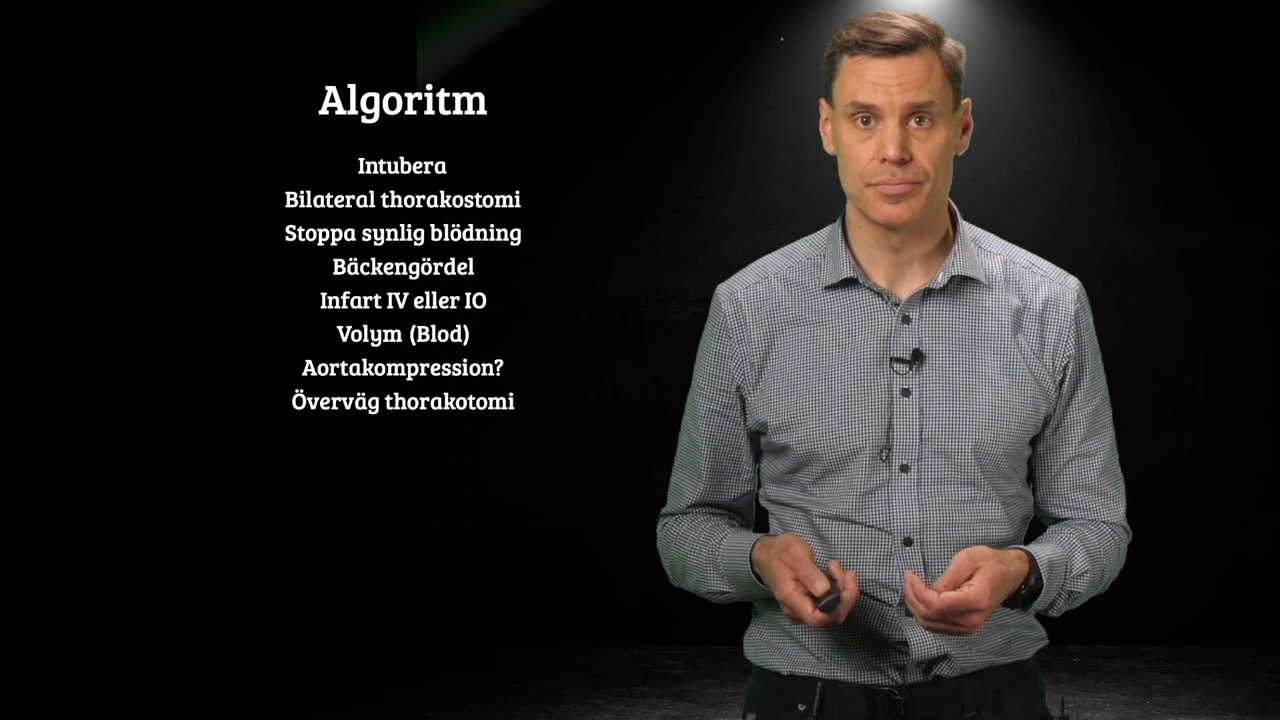 Algoritm
Intubera
Bilateral thorakostomi
Stoppa synlig blödning
Bäckengördel
Infart IV eller IO
Volym (Blod)
Aortakompression?
Överväg thorakotomi